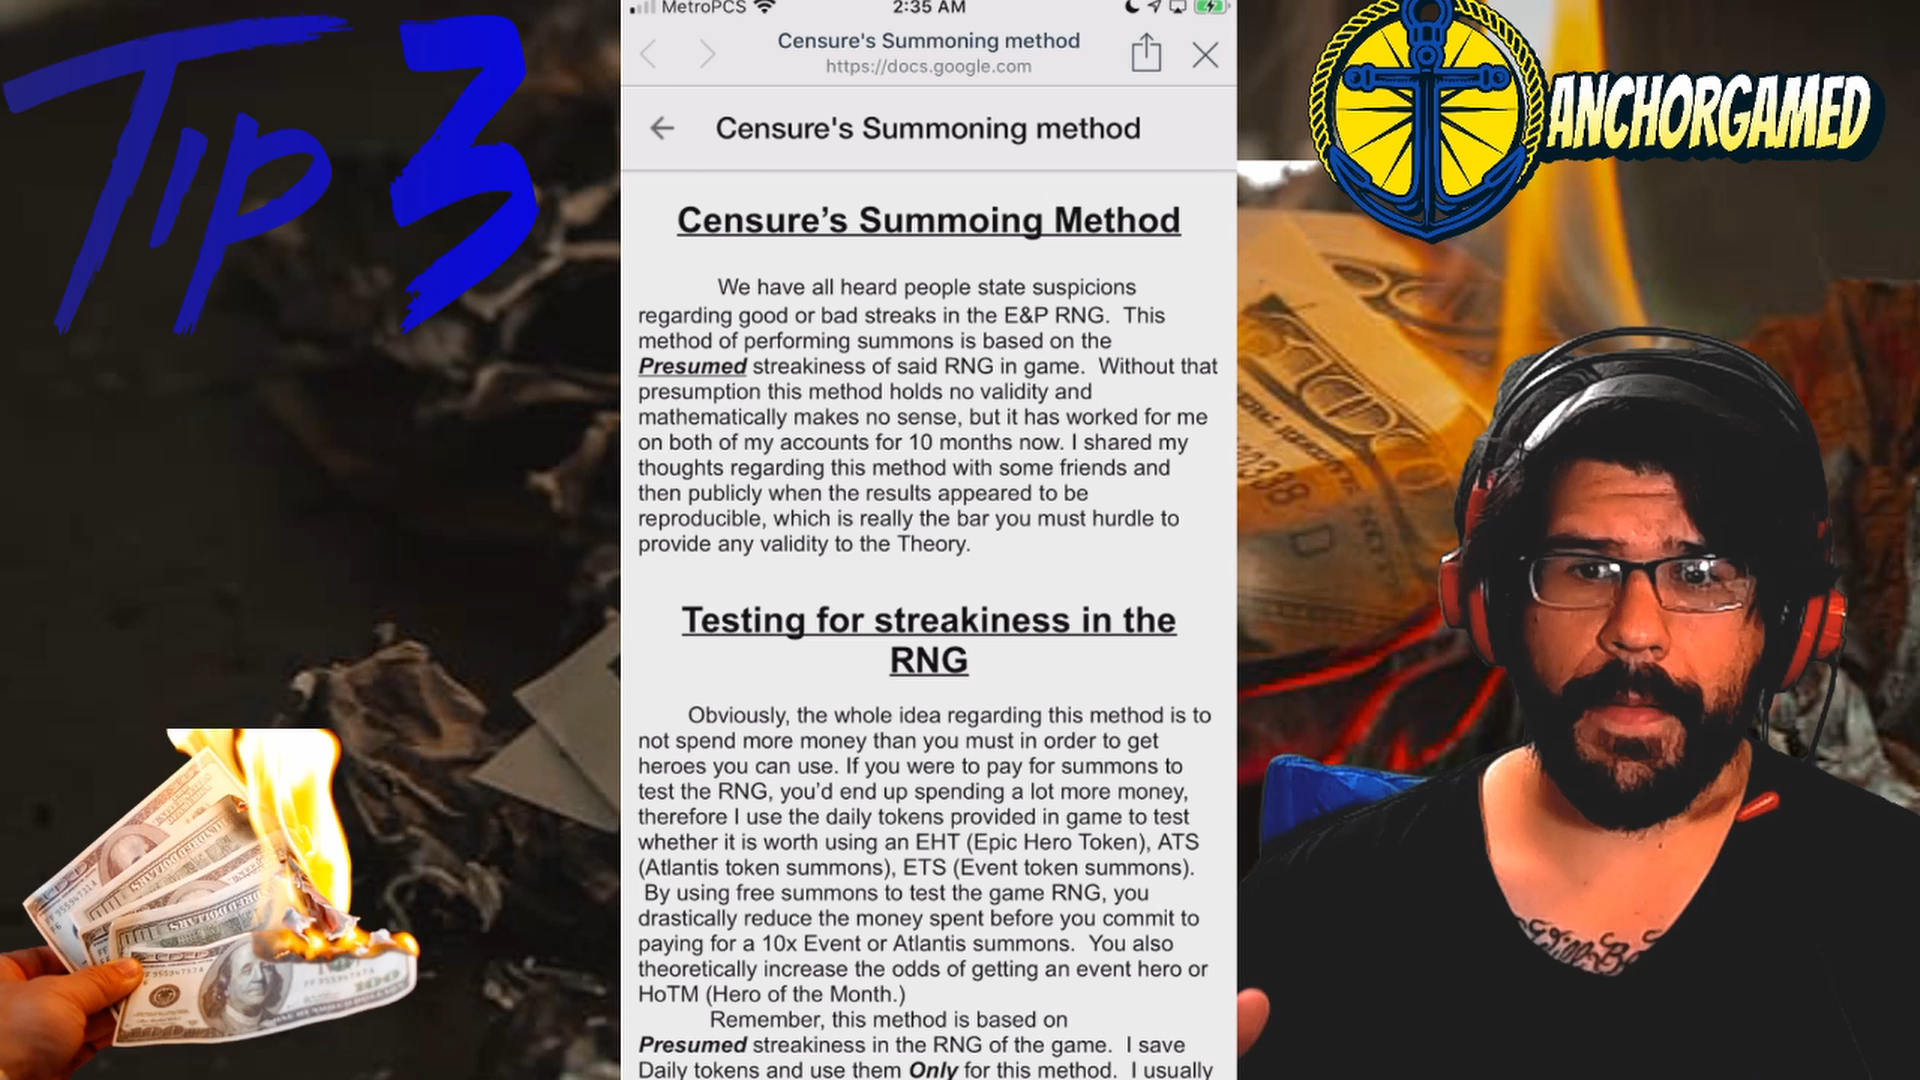 Tip 3
MetroPCS
2:35 AM
Censure's Summoning method
https://docs.google.com
Censure's Summoning method
Censure’s Summoing Method
We have all heard people state suspicions
regarding good or bad streaks in the E&P RNG. This
method of performing summons is based on the
Presumed streakiness of said RNG in game. Without that
presumption this method holds no validity and
mathematically makes no sense, but it has worked for me
on both of my accounts for 10 months now. I shared my
thoughts regarding this method with some friends and
then publicly when the results appeared to be
reproducible, which is really the bar you must hurdle to
provide any validity to the Theory.
Testing for streakiness in the
RNG
Obviously, the whole idea regarding this method is to
not spend more money than you must in order to get
heroes you can use. If you were to pay for summons to
test the RNG, you’d end up spending a lot more money,
therefore I use the daily tokens provided in game to test
whether it is worth using an EHT (Epic Hero Token), ATS
(Atlantis token summons), ETS (Event token summons).
By using free summons to test the game RNG, you
drastically reduce the money spent before you commit to
paying for a 10x Event or Atlantis summons. You also
theoretically increase the odds of getting an event hero or
HoTM (Hero of the Month.)
Remember, this method is based on
Presumed streakiness in the RNG of the game. I save
Daily tokens and use them Only for this method. I usually
ANCHORGAMED
100